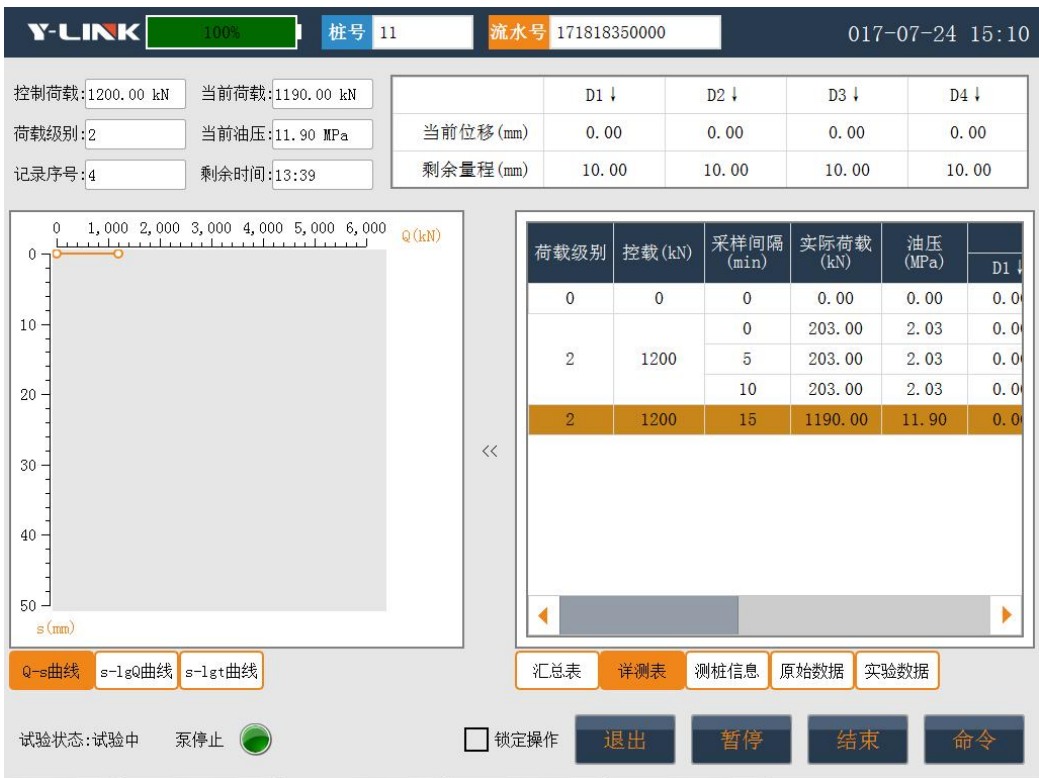 Y-LINK 100% 桩号 11 流水号 171818350000 017-07-24 15:10
控制荷载:1200.00 kN 当前荷载:1190.00 kN
荷载级别:2 当前油压:11.90 MPa
记录序号:4 剩余时间:13:39
D1↓ D2↓ D3↓ D4↓
当前位移(mm) 0.00 0.00 0.00 0.00
剩余量程(mm) 10.00 10.00 10.00 10.00
0 1,000 2,000 3,000 4,000 5,000 6,000 Q(kN)
0
10
20
30
40
50
s(mm)
<<
荷载级别 控载(kN) 采样间隔(min) 实际荷载(kN) 油压(MPa) D1↓
0 0 0 0.00 0.00 0.00
0 203.00 2.03 0.00
2 1200 5 203.00 2.03 0.00
10 203.00 2.03 0.00
2 1200 15 1190.00 11.90 0.00
Q-s曲线 s-lgQ曲线 s-lgt曲线
汇总表 详测表 测桩信息 原始数据 实验数据
试验状态:试验中 泵停止 锁定操作 退出 暂停 结束 命令